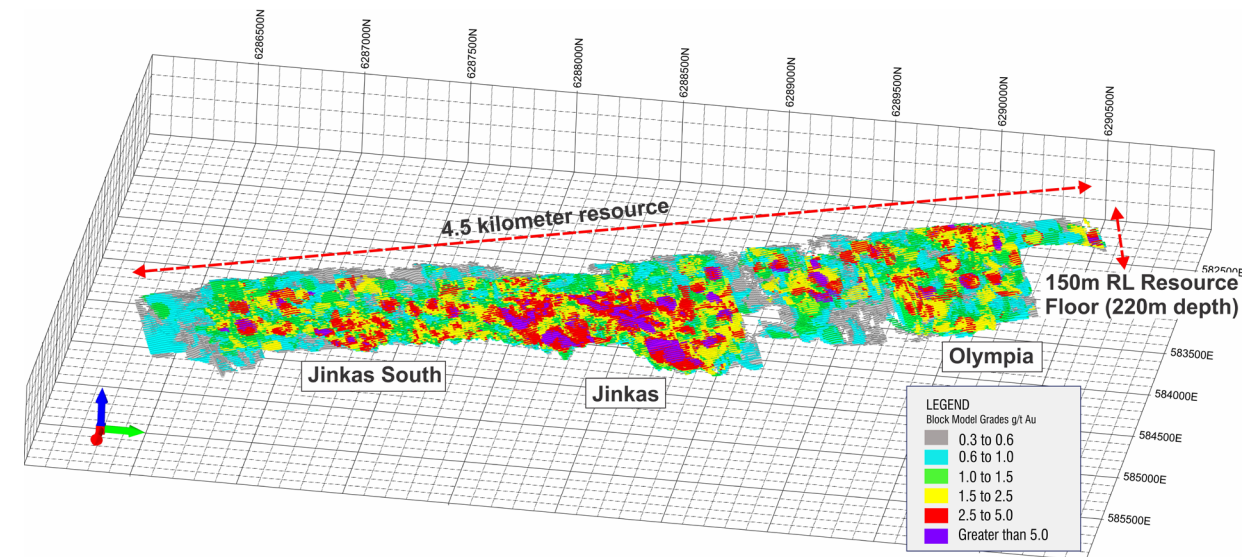 6286500N
6287000N
6287500N
6288000N
6288500N
6289000N
6289500N
6290000N
6290500N
4.5 kilometer resource
582500E
150m RL Resource
Floor (220m depth)
583500E
584000E
584500E
585000E
585500E
Jinkas South
Jinkas
Olympia
LEGEND
Block Model Grades g/t Au
0.3 to 0.6
0.6 to 1.0
1.0 to 1.5
1.5 to 2.5
2.5 to 5.0
Greater than 5.0